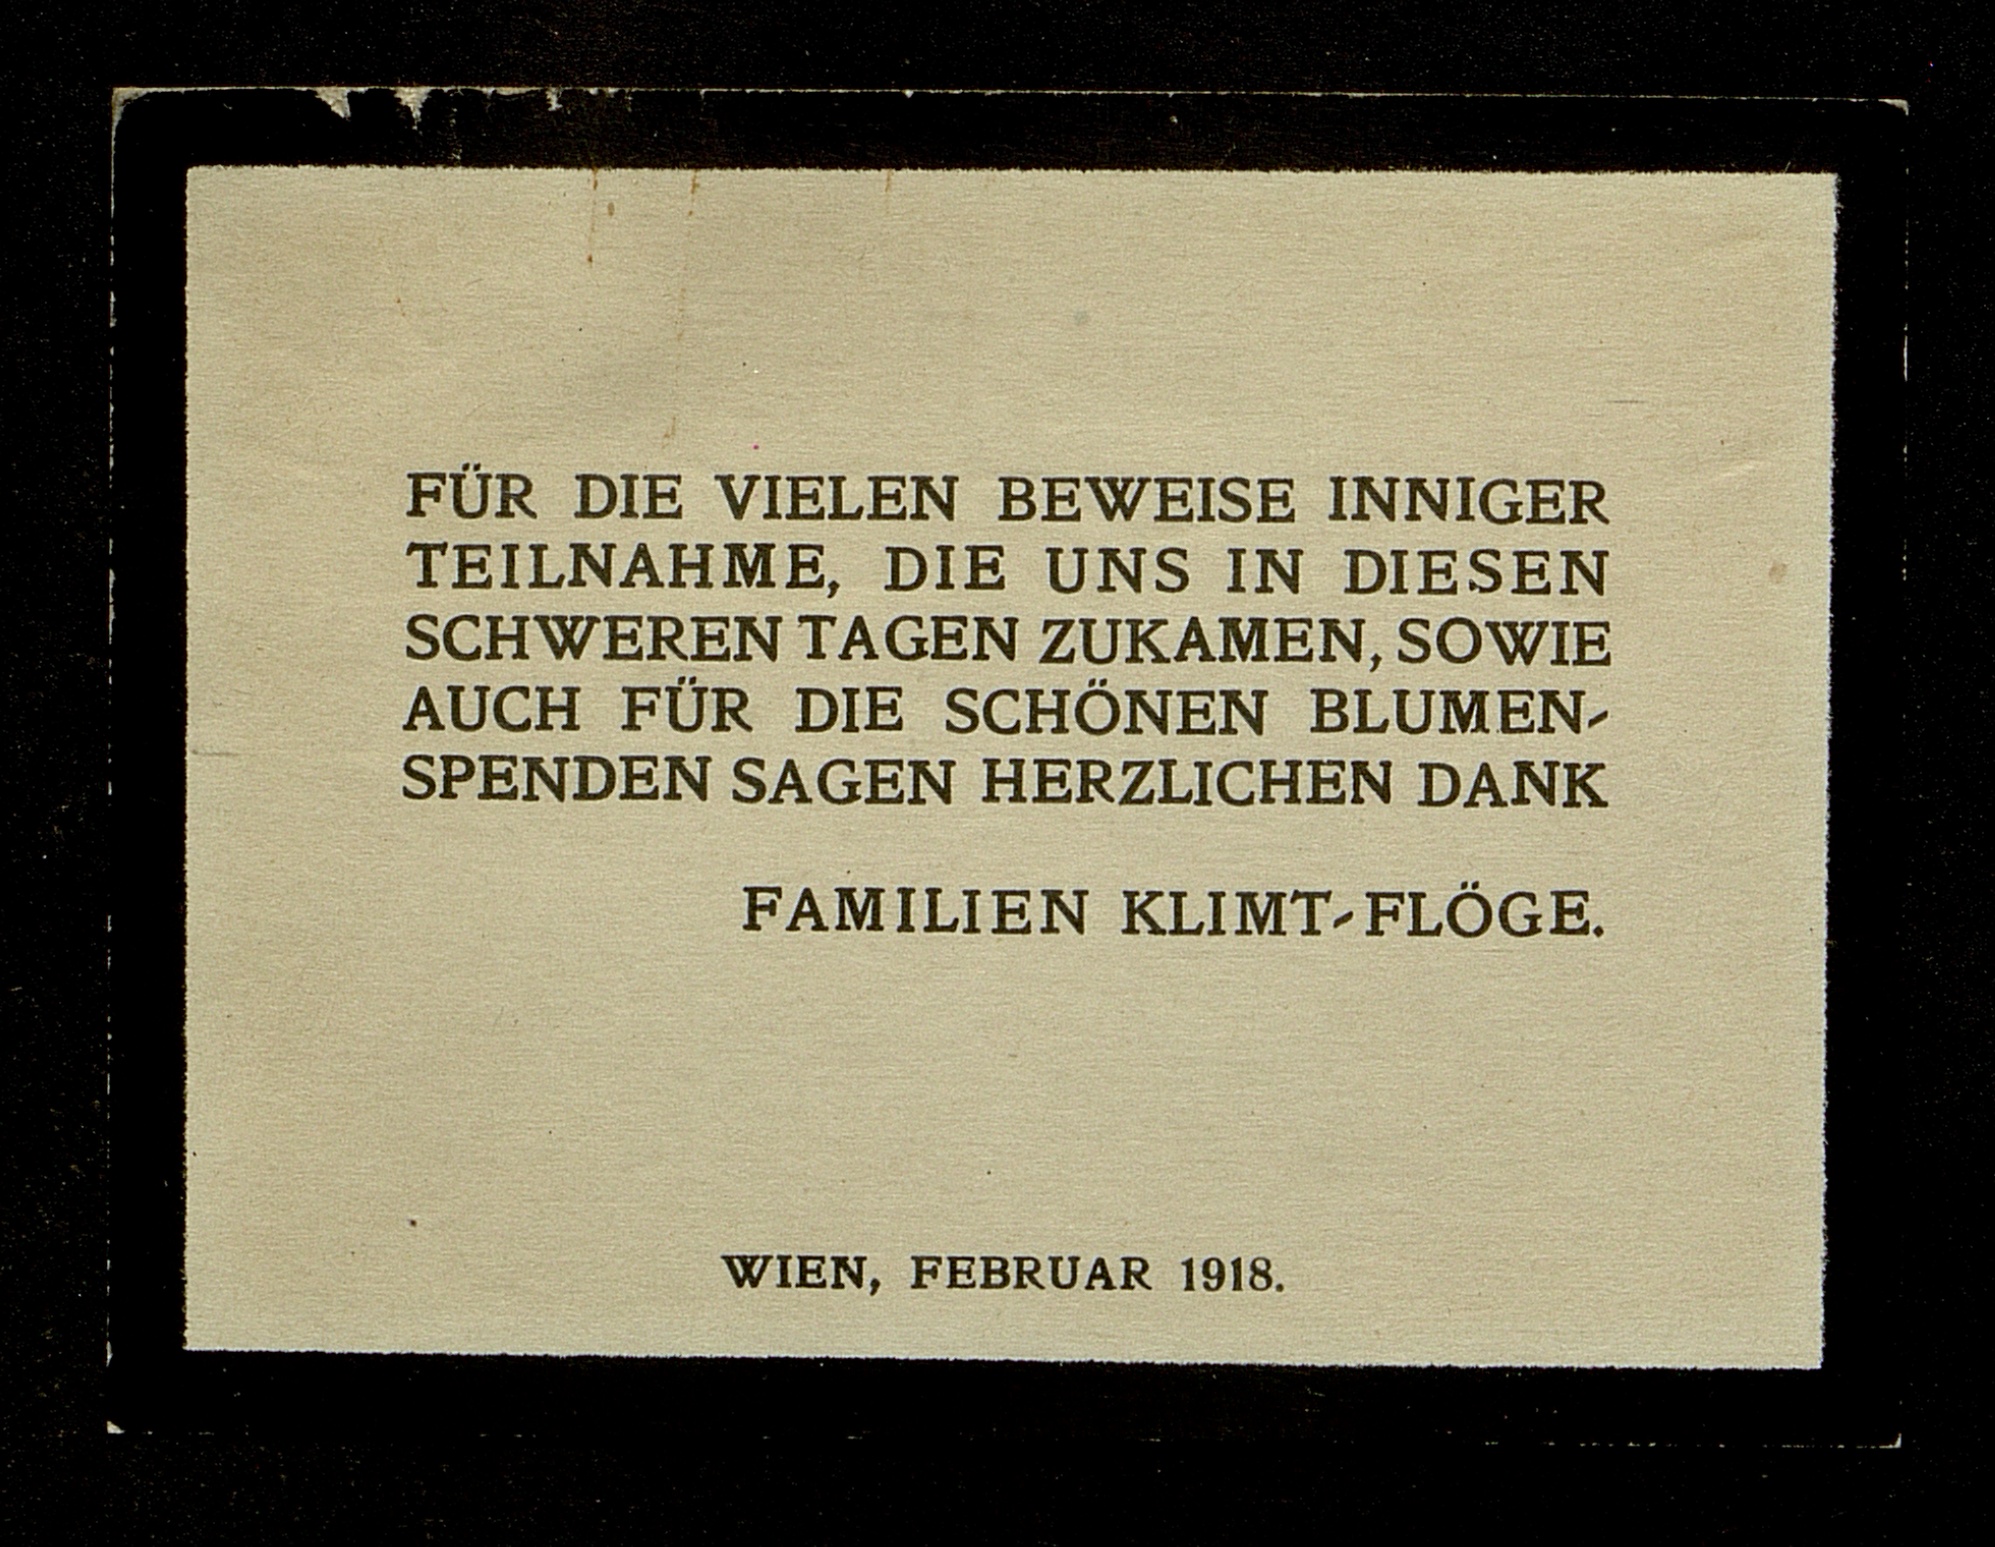 FÜR DIE VIELEN BEWEISE INNIGER
TEILNAHME, DIE UNS IN DIESEN
SCHWEREN TAGEN ZUKAMEN, SOWIE
AUCH FÜR DIE SCHÖNEN BLUMEN-
SPENDEN SAGEN HERZLICHEN DANK
FAMILIEN KLIMT-FLÖGE.
WIEN, FEBRUAR 1918.